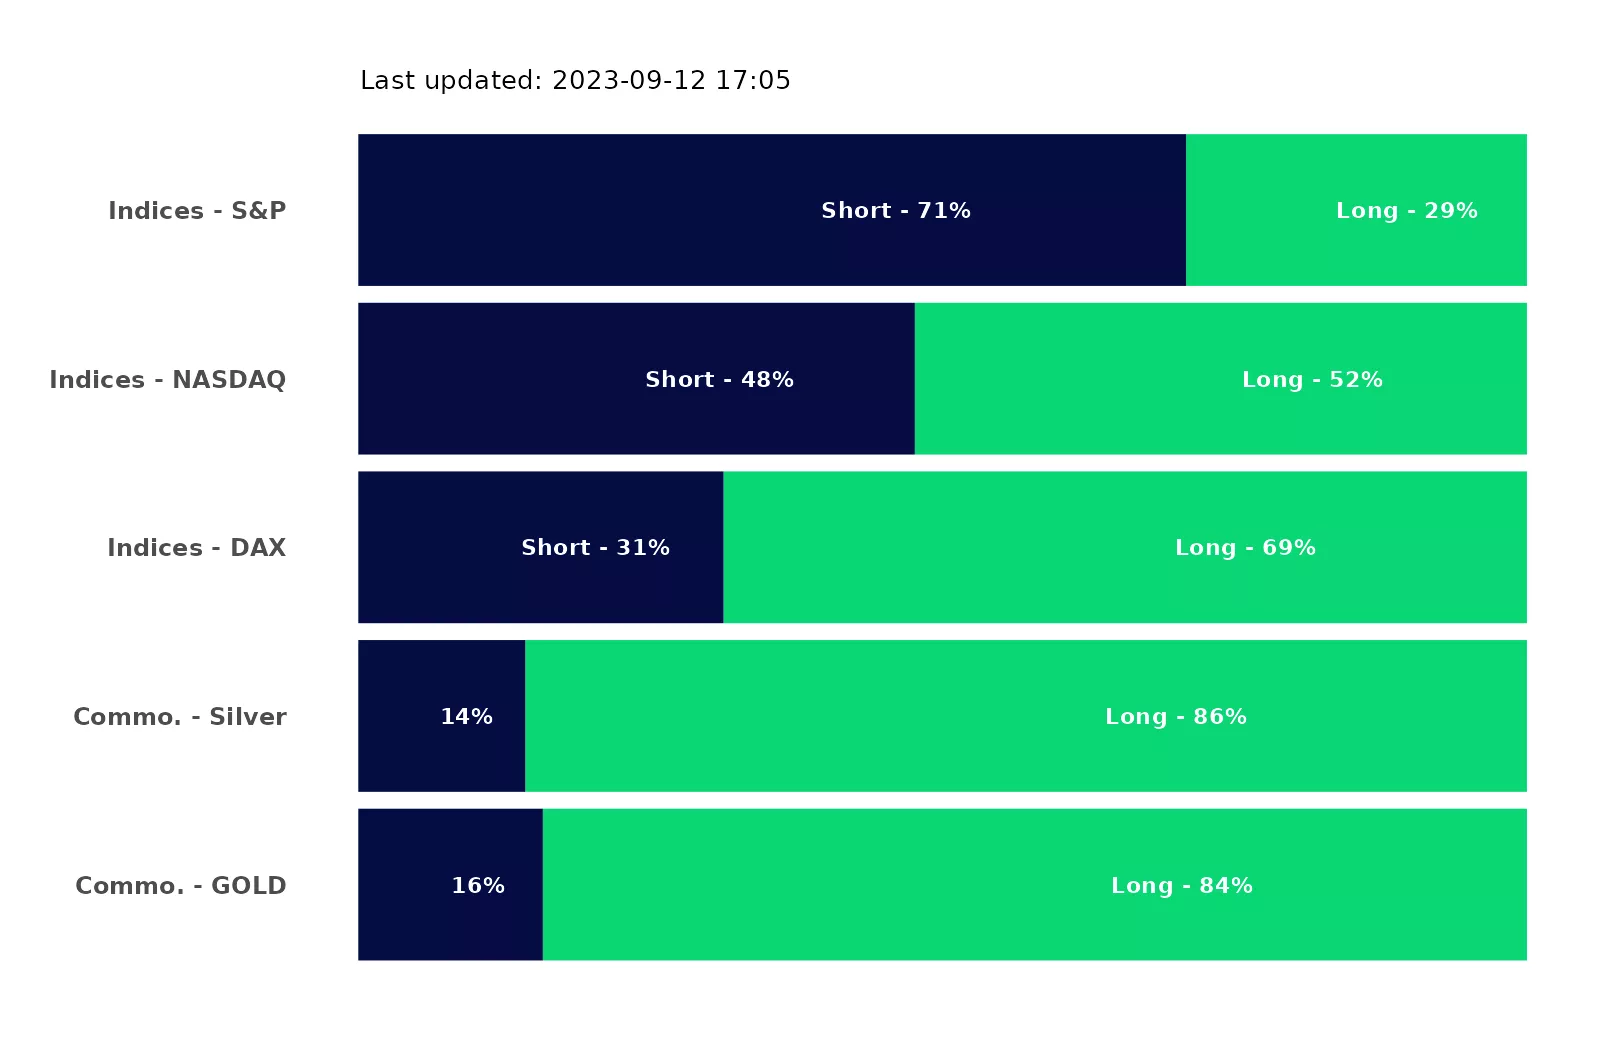 Last updated: 2023-09-12 17:05
Indices - S&P
Short - 71%
Long - 29%
Indices - NASDAQ
Short - 48%
Long - 52%
Indices - DAX
Short - 31%
Long - 69%
Commo. - Silver
14%
Long - 86%
Commo. - GOLD
16%
Long - 84%